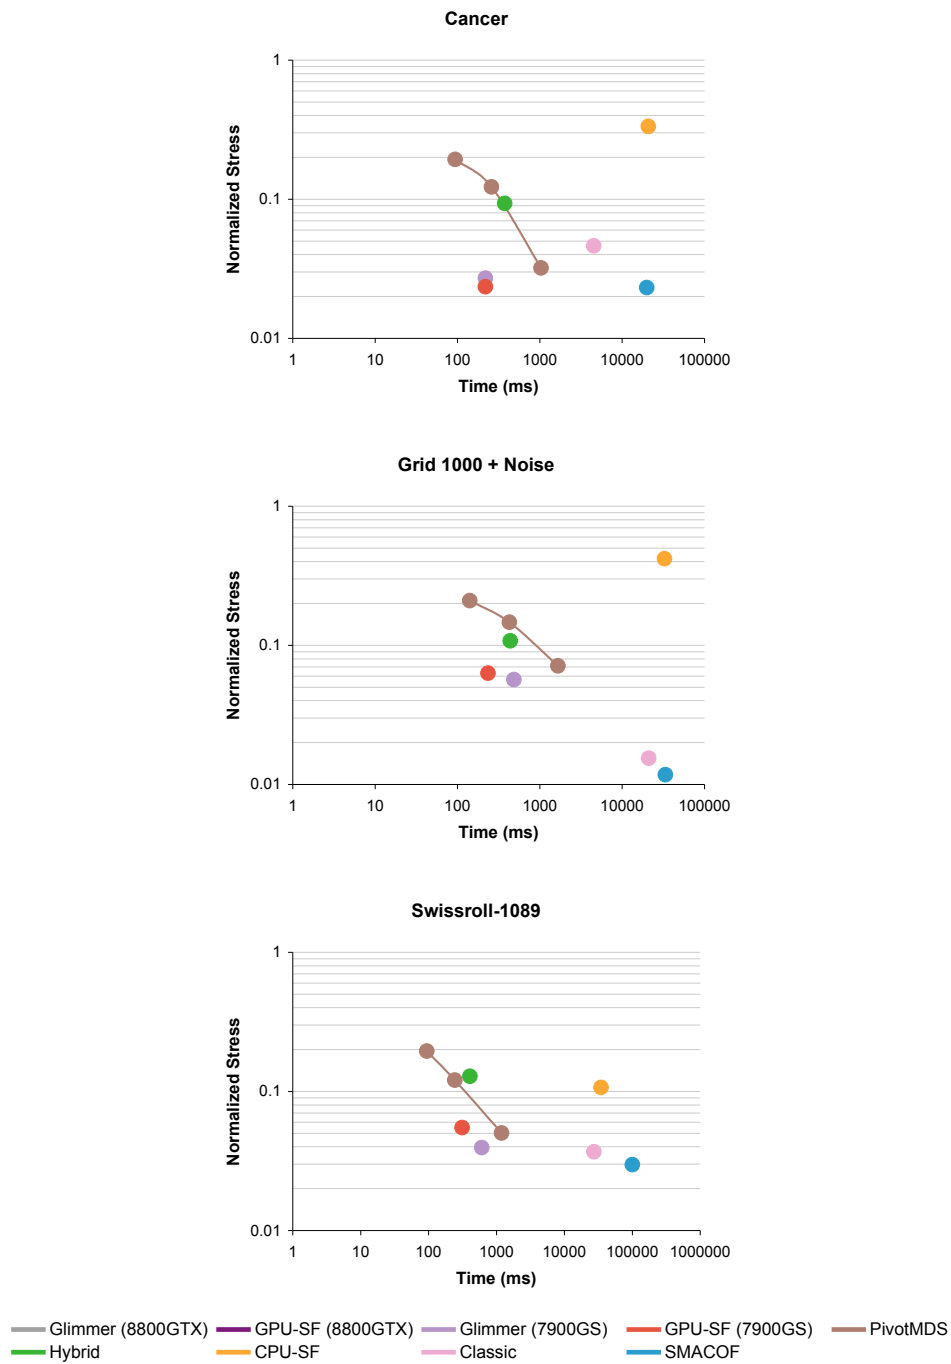 Cancer
1
0.1
0.01
Normalized Stress
1 10 100 1000 10000 100000
Time (ms)
Grid 1000 + Noise
1
0.1
0.01
Normalized Stress
1 10 100 1000 10000 100000
Time (ms)
Swissroll-1089
1
0.1
0.01
Normalized Stress
1 10 100 1000 10000 100000 1000000
Time (ms)
Glimmer (8800GTX) GPU-SF (8800GTX) Glimmer (7900GS) GPU-SF (7900GS) PivotMDS
Hybrid CPU-SF Classic SMACOF